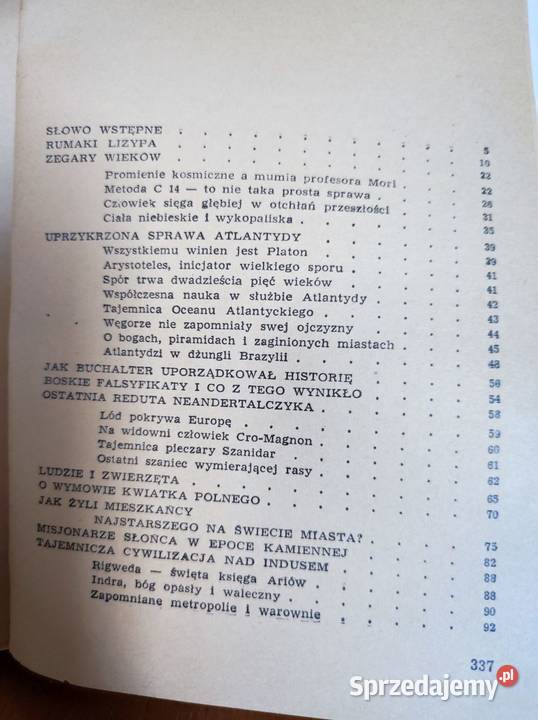 SŁOWO WSTĘPNE . . . . . . . . 5
RUMAKI LIZYPA . . . . . . . . 10
ZEGARY WIEKÓW . . . . . . . . 22
Promienie kosmiczne a mumia profesora Mori . 22
Metoda C 14 — to nie taka prosta sprawa . . 26
Człowiek sięga głębiej w otchłań przeszłości . 31
Ciała niebieskie i wykopaliska . . . . 35
UPRZYKRZONA SPRAWA ATLANTYDY . . . . 39
Wszystkiemu winien jest Platon . . . . 39
Arystoteles, inicjator wielkiego sporu . . . 41
Spór trwa dwadzieścia pięć wieków . . . 41
Współczesna nauka w służbie Atlantydy . . 42
Tajemnica Oceanu Atlantyckiego . . . . 43
Węgorze nie zapomniały swej ojczyzny . . 44
O bogach, piramidach i zaginionych miastach . 45
Atlantydzi w dżungli Brazylii . . . . 48
JAK BUCHALTER UPORZĄDKOWAŁ HISTORIĘ . . 50
BOSKIE FALSYFIKATY I CO Z TEGO WYNIKŁO . . 54
OSTATNIA REDUTA NEANDERTALCZYKA . . . . 58
Lód pokrywa Europę . . . . . . 59
Na widowni człowiek Cro-Magnon . . . . 60
Tajemnica pieczary Szanidar . . . . 61
Ostatni szaniec wymierającej rasy . . . 62
LUDZIE I ZWIERZĘTA . . . . . . . 65
O WYMOWIE KWIATKA POLNEGO . . . . . 70
JAK ŻYLI MIESZKAŃCY
NAJSTARSZEGO NA ŚWIECIE MIASTA? . . . 75
MISJONARZE SŁOŃCA W EPOCE KAMIENNEJ . . 82
TAJEMNICZA CYWILIZACJA NAD INDUSEM . . . 88
Rigweda — święta księga Ariów . . . . 88
Indra, bóg opasły i waleczny . . . . 90
Zapomniane metropolie i warownie . . . 92
337
Sprzedajemy.pl